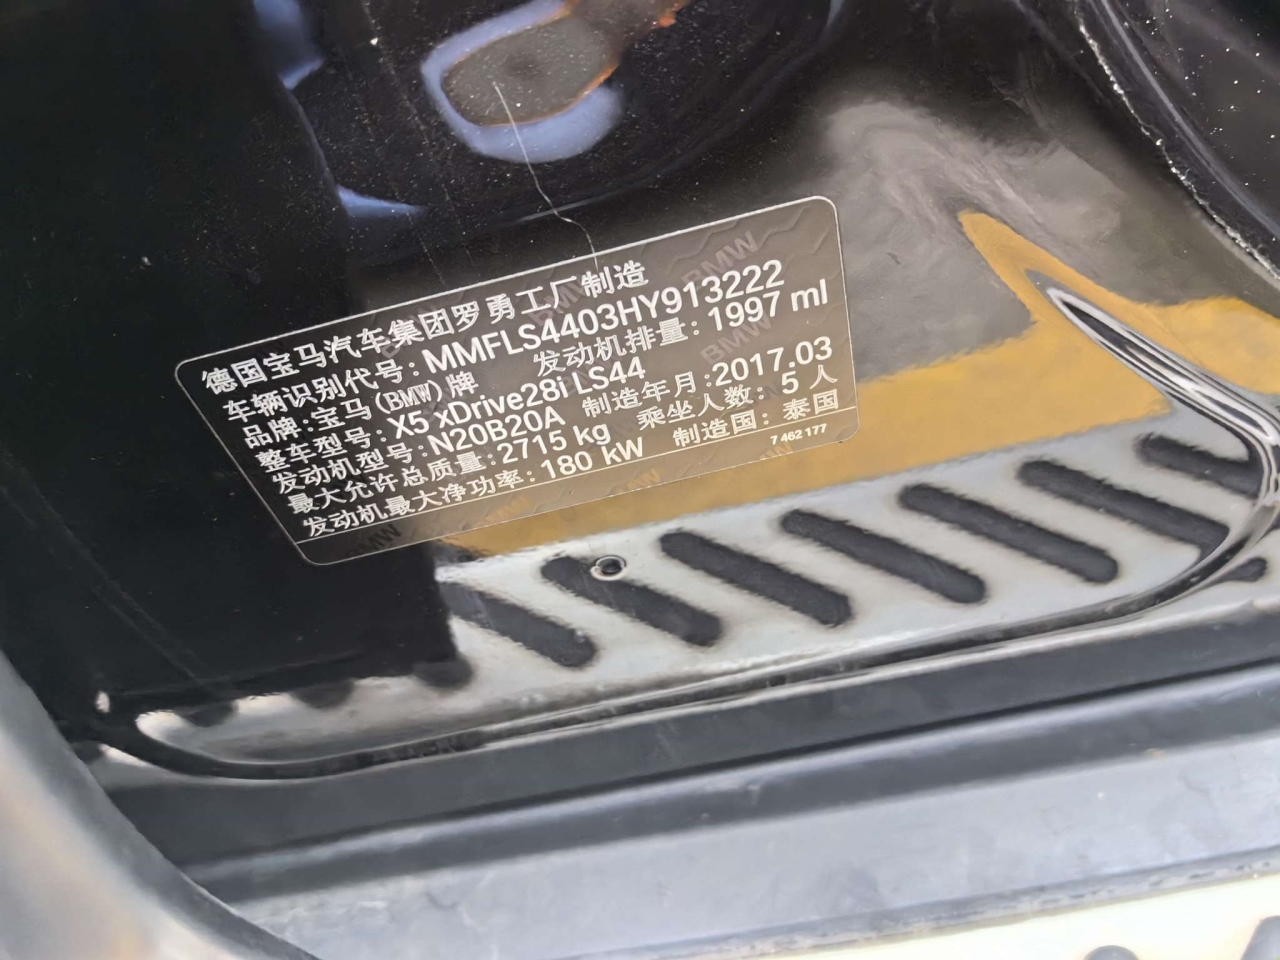 德国宝马汽车集团罗勇工厂制造
车辆识别代号: MMFLS4403HY913222
品牌: 宝马(BMW)牌 发动机排量: 1997 ml
整车型号: X5 xDrive28i LS44
发动机型号: N20B20A 制造年月: 2017.03
最大允许总质量: 2715 kg 乘坐人数: 5 人
发动机最大净功率: 180 kW 制造国: 泰国
7 462 177
BMW
BMW
BMW
BMW